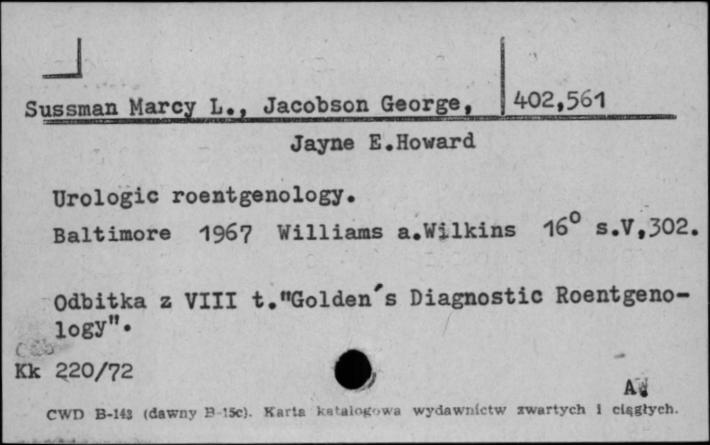 Sussman Marcy L., Jacobson George, 402,561
Jayne E.Howard
Urologic roentgenology.
Baltimore 1967 Williams a.Wilkins 16° s.V,302.
Odbitka z VIII t."Golden's Diagnostic Roentgeno-
logy".
Kk 220/72
A.
CWD B-143 (dawny B-15c). Karta katalogowa wydawnictw zwartych i ciągłych.